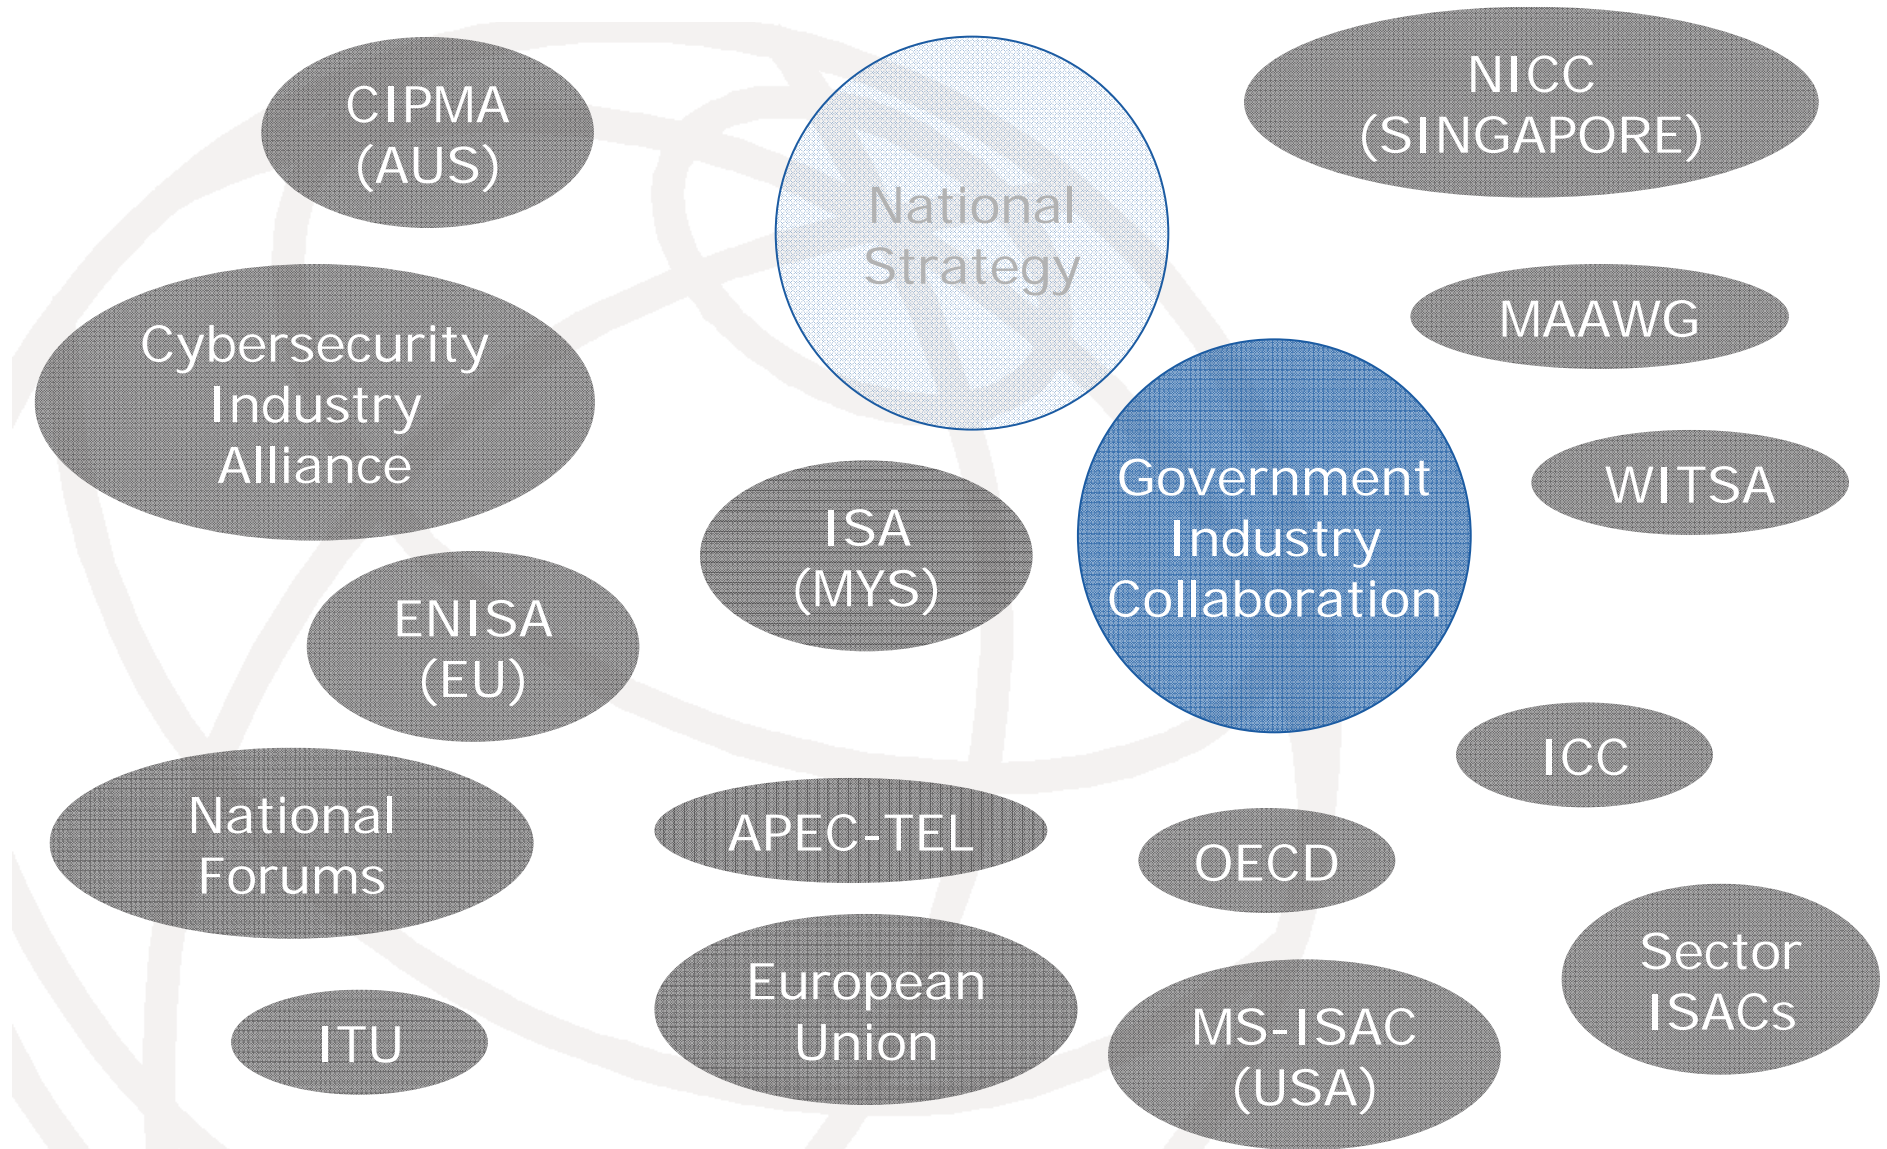 CIPMA
(AUS)
National
Strategy
NICC
(SINGAPORE)
Cybersecurity
Industry
Alliance
MAAWG
Government
Industry
Collaboration
WITSA
ISA
(MYS)
ENISA
(EU)
ICC
National
Forums
APEC-TEL
OECD
European
Union
Sector
ISACs
ITU
MS-ISAC
(USA)